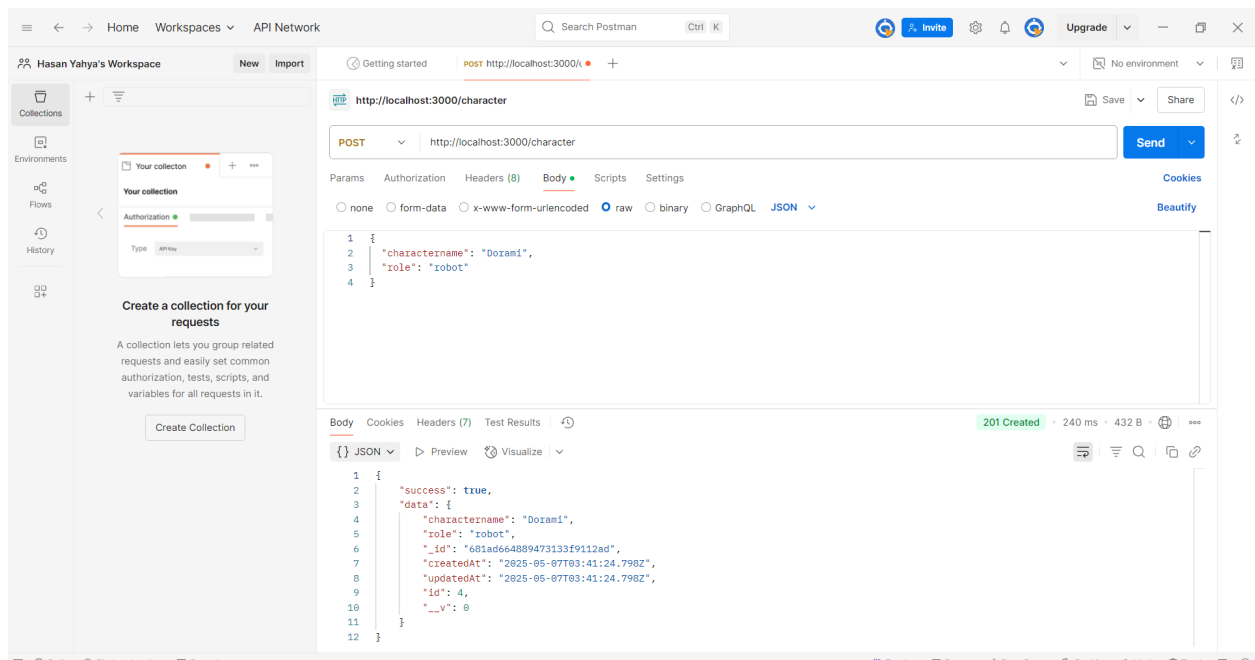 Home Workspaces API Network
Search Postman Ctrl K
Invite
Upgrade
Hasan Yahya's Workspace New Import
Getting started
POST http://localhost:3000/c
No environment
Collections
Environments
Flows
History
Your collecton
Your collection
Authorization
Type API Key
Create a collection for your
requests
A collection lets you group related
requests and easily set common
authorization, tests, scripts, and
variables for all requests in it.
Create Collection
HTTP http://localhost:3000/character
Save Share
POST http://localhost:3000/character
Send
Params Authorization Headers (8) Body Scripts Settings
Cookies
none form-data x-www-form-urlencoded raw binary GraphQL JSON
Beautify
1 {
2 "charactername": "Dorami",
3 "role": "robot"
4 }
Body Cookies Headers (7) Test Results
201 Created 240 ms 432 B
{} JSON Preview Visualize
1 {
2 "success": true,
3 "data": {
4 "charactername": "Dorami",
5 "role": "robot",
6 "_id": "681ad664889473133f9112ad",
7 "createdAt": "2025-05-07T03:41:24.798Z",
8 "updatedAt": "2025-05-07T03:41:24.798Z",
9 "id": 4,
10 "__v": 0
11 }
12 }